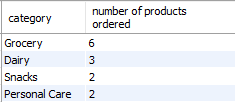 category number of products ordered
Grocery 6
Dairy 3
Snacks 2
Personal Care 2